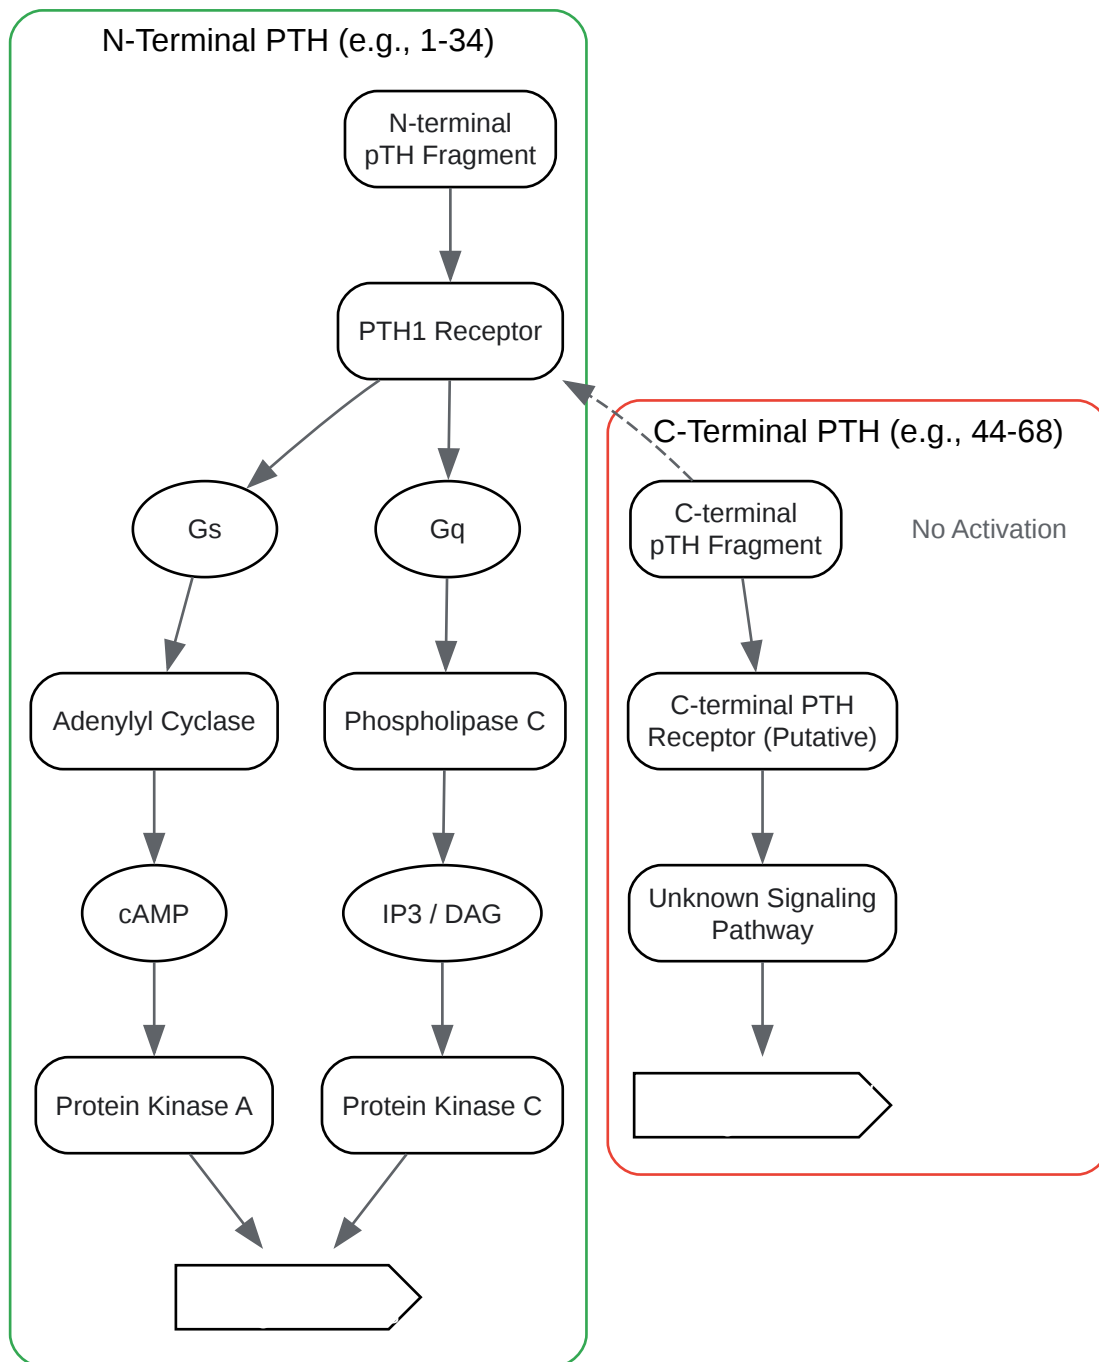 N-Terminal PTH (e.g., 1-34)
N-terminal
pTH Fragment
PTH1 Receptor
C-Terminal PTH (e.g., 44-68)
Gs
Gq
C-terminal
pTH Fragment
No Activation
Adenylyl Cyclase
Phospholipase C
C-terminal PTH
Receptor (Putative)
cAMP
IP3 / DAG
Unknown Signaling
Pathway
Protein Kinase A
Protein Kinase C